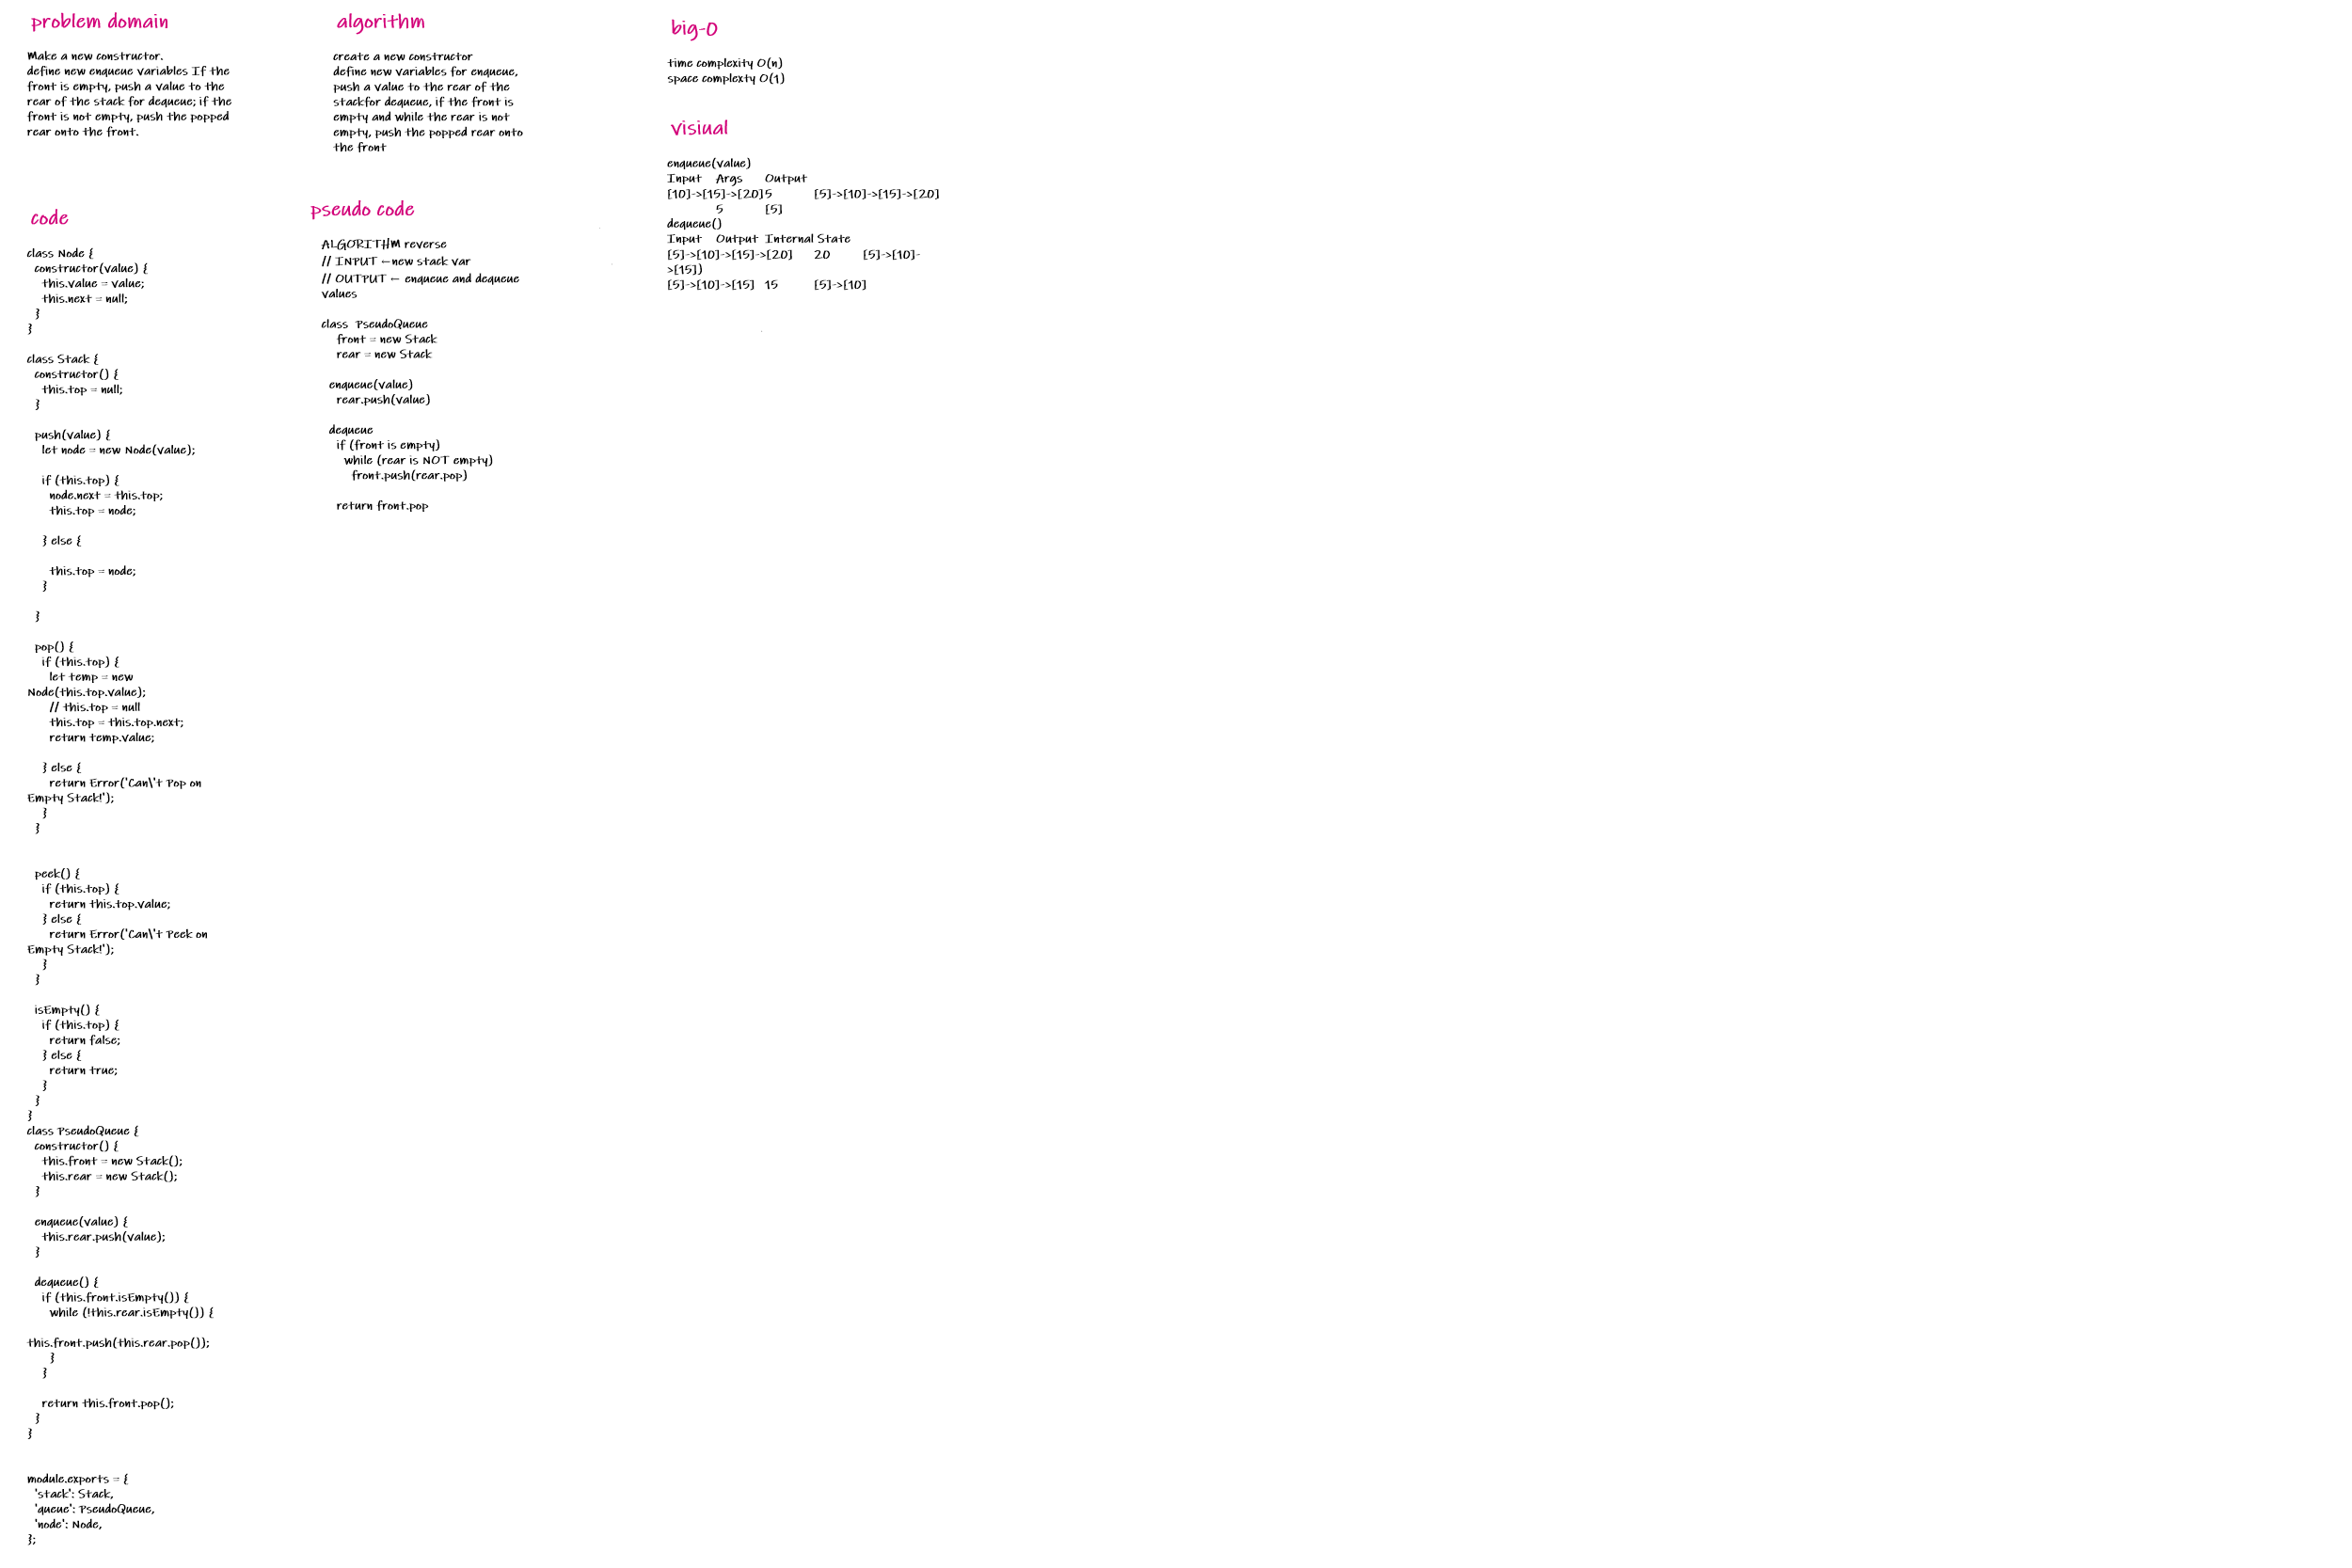 problem domain
Make a new constructor.
define new enqueue variables If the
front is empty, push a value to the
rear of the stack for dequeue; if the
front is not empty, push the popped
rear onto the front.
code
class Node {
constructor(value) {
this.value = value;
this.next = null;
}
}
class Stack {
constructor() {
this.top = null;
}
push(value) {
let node = new Node(value);
if (this.top) {
node.next = this.top;
this.top = node;
} else {
this.top = node;
}
}
pop() {
if (this.top) {
let temp = new
Node(this.top.value);
// this.top = null
this.top = this.top.next;
return temp.value;
} else {
return Error('Can\'t Pop on
Empty Stack!');
}
}
peek() {
if (this.top) {
return this.top.value;
} else {
return Error('Can\'t Peek on
Empty Stack!');
}
}
isEmpty() {
if (this.top) {
return false;
} else {
return true;
}
}
}
class PseudoQueue {
constructor() {
this.front = new Stack();
this.rear = new Stack();
}
enqueue(value) {
this.rear.push(value);
}
dequeue() {
if (this.front.isEmpty()) {
while (!this.rear.isEmpty()) {
this.front.push(this.rear.pop());
}
}
return this.front.pop();
}
}
module.exports = {
'stack': Stack,
'queue': PseudoQueue,
'node': Node,
};
algorithm
create a new constructor
define new variables for enqueue,
push a value to the rear of the
stackfor dequeue, if the front is
empty and while the rear is not
empty, push the popped rear onto
the front
pseudo code
ALGORITHM reverse
// INPUT ←new stack var
// OUTPUT ← enqueue and dequeue
values
class PseudoQueue
front = new Stack
rear = new Stack
enqueue(value)
rear.push(value)
dequeue
if (front is empty)
while (rear is NOT empty)
front.push(rear.pop)
return front.pop
big-O
time complexity O(n)
space complexty O(1)
visiual
enqueue(value)
Input Args Output
[10]->[15]->[20]5 [5]->[10]->[15]->[20]
5 [5]
dequeue()
Input Output Internal State
[5]->[10]->[15]->[20] 20 [5]->[10]-
>[15])
[5]->[10]->[15] 15 [5]->[10]